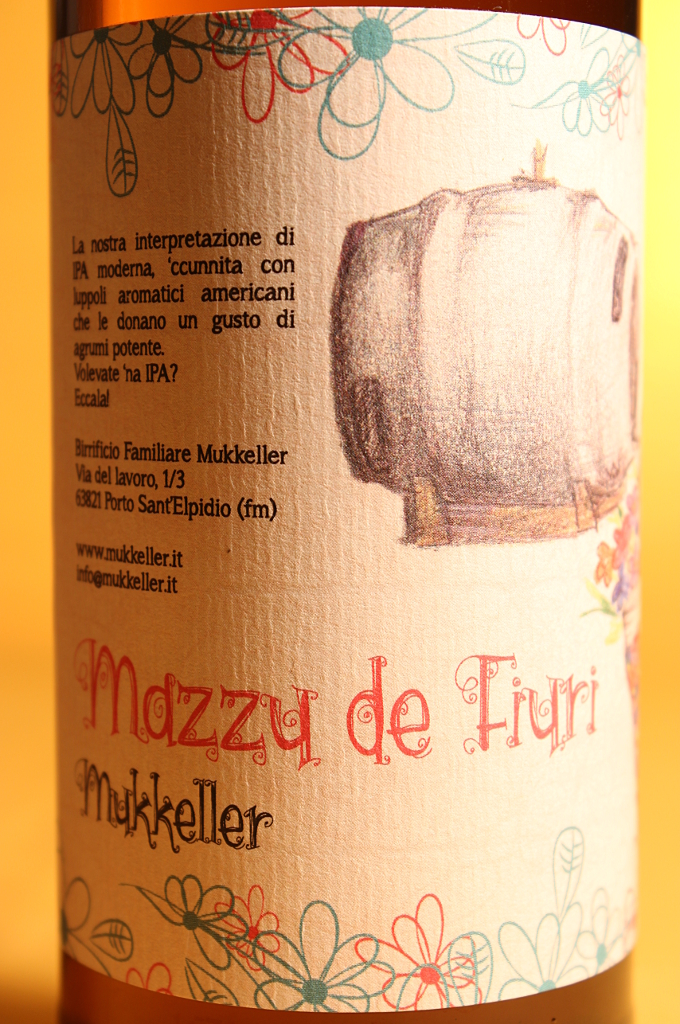 La nostra interpretazione di
IPA moderna, 'ccunnita con
luppoli aromatici americani
che le donano un gusto di
agrumi potente.
Volevate 'na IPA?
Eccala!
Birrificio Familiare Mukkeller
Via del lavoro, 1/3
63821 Porto Sant'Elpidio (fm)
www.mukkeller.it
info@mukkeller.it
Mazzu de Fiuri
Mukkeller